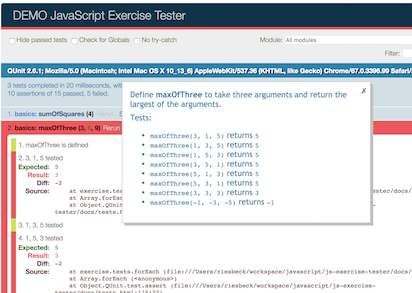 DEMO JavaScript Exercise Tester
Hide passed tests Check for Globals No try-catch
Module: All modules
Filter:
QUnit 2.6.1; Mozilla/5.0 (Macintosh; Intel Mac OS X 10_13_6) AppleWebKit/537.36 (KHTML, like Gecko) Chrome/67.0.3396.99 Safari/
3 tests completed in 20 milliseconds, with
10 assertions of 15 passed, 5 failed.
1. basics: sumOfSquares (4) Rerun
2. basics: maxOfThree (3, 6, 9) Rerun
✗
Define maxOfThree to take three arguments and return the
largest of the arguments.
Tests:
• maxOfThree(3, 1, 5) returns 5
• maxOfThree(1, 3, 5) returns 5
• maxOfThree(1, 5, 3) returns 5
• maxOfThree(3, 5, 1) returns 5
• maxOfThree(5, 1, 3) returns 5
• maxOfThree(5, 3, 1) returns 5
• maxOfThree(3, 3, 3) returns 3
• maxOfThree(-1, -3, -5) returns -1
1. maxOfThree is defined
2. 3, 1, 5 tested
Expected: 5
Result: 3
Diff: -2
Source: at exercise.tests.forEach (file:///Users/riesbeck/workspace/javascript/js-exercise-tester/docs/
at Array.forEach
at Object.QUnit.
tester/docs/tests.h
3. 1, 3, 5 tested
4. 1, 5, 3 tested
Expected: 5
Result: 3
Diff: -2
Source: at exercise.tests.forEach (file:///Users/riesbeck/workspace/javascript/js-exercise-tester/docs/
at Array.forEach (<anonymous>)
at Object.QUnit.test.assert (file:///Users/riesbeck/workspace/javascript/js-exercise-